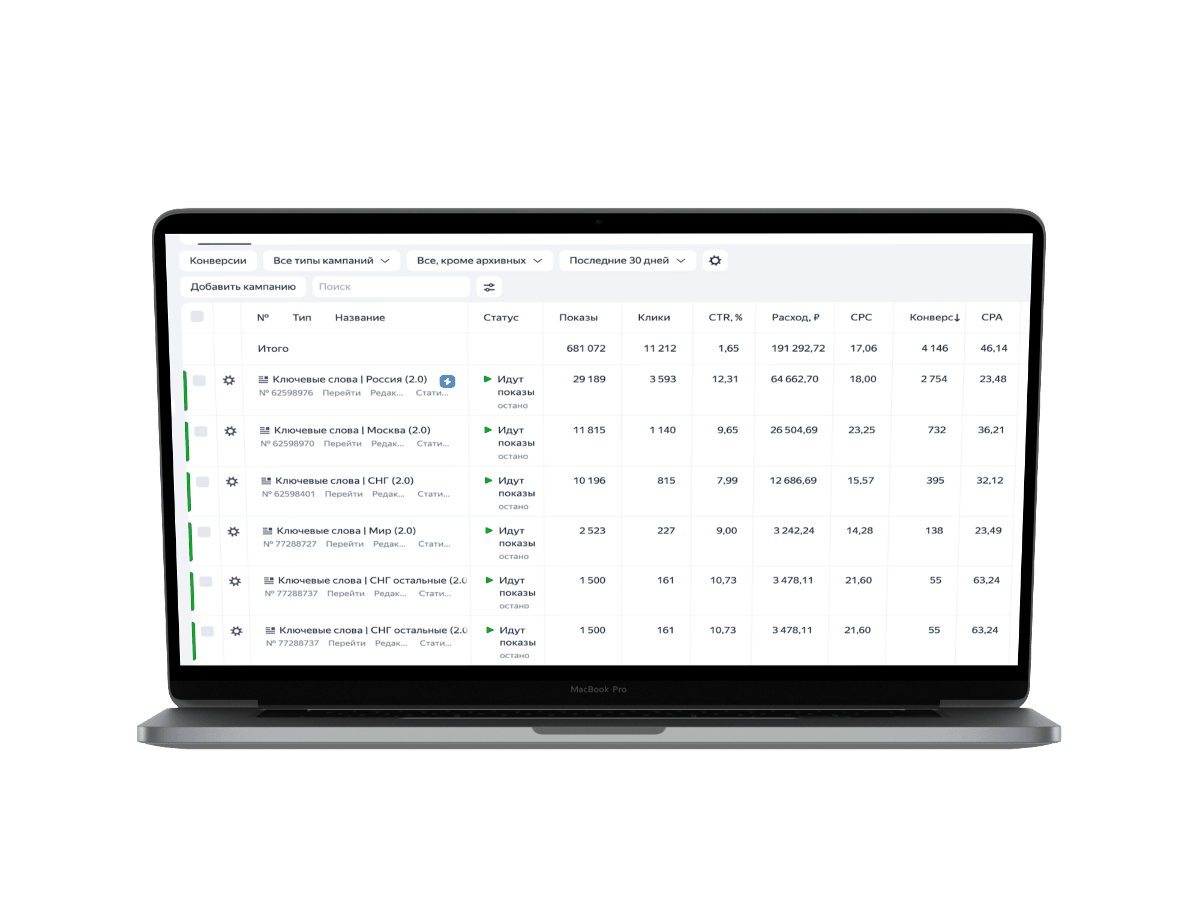 Конверсии Все типы кампаний Все, кроме архивных Последние 30 дней
Добавить кампанию Поиск
№ Тип Название Статус Показы Клики CTR, % Расход, ₽ CPC Конверс↓ CPA
Итого 681 072 11 212 1,65 191 292,72 17,06 4 146 46,14
Ключевые слова | Россия (2.0) Идут 29 189 3 593 12,31 64 662,70 18,00 2 754 23,48
№ 62598976 Перейти Редак... Стати... показы
остано
Ключевые слова | Москва (2.0) Идут 11 815 1 140 9,65 26 504,69 23,25 732 36,21
№ 62598970 Перейти Редак... Стати... показы
остано
Ключевые слова | СНГ (2.0) Идут 10 196 815 7,99 12 686,69 15,57 395 32,12
№ 62598401 Перейти Редак... Стати... показы
остано
Ключевые слова | Мир (2.0) Идут 2 523 227 9,00 3 242,24 14,28 138 23,49
№ 77288727 Перейти Редак... Стати... показы
остано
Ключевые слова | СНГ остальные (2.0 Идут 1 500 161 10,73 3 478,11 21,60 55 63,24
№ 77288737 Перейти Редак... Стати... показы
остано
Ключевые слова | СНГ остальные (2.0 Идут 1 500 161 10,73 3 478,11 21,60 55 63,24
№ 77288737 Перейти Редак... Стати... показы
остано
MacBook Pro